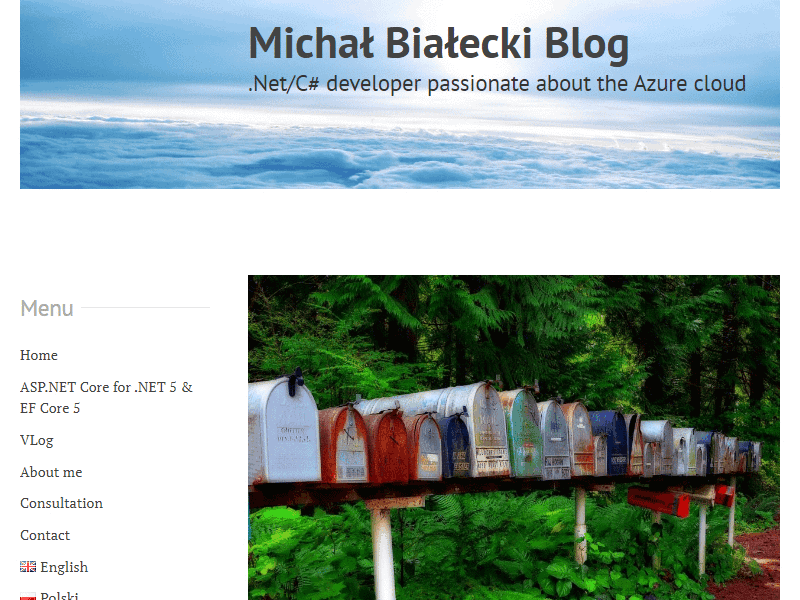 Michał Białecki Blog
.Net/C# developer passionate about the Azure cloud
Menu
Home
ASP.NET Core for .NET 5 &
EF Core 5
VLog
About me
Consultation
Contact
English
Polski